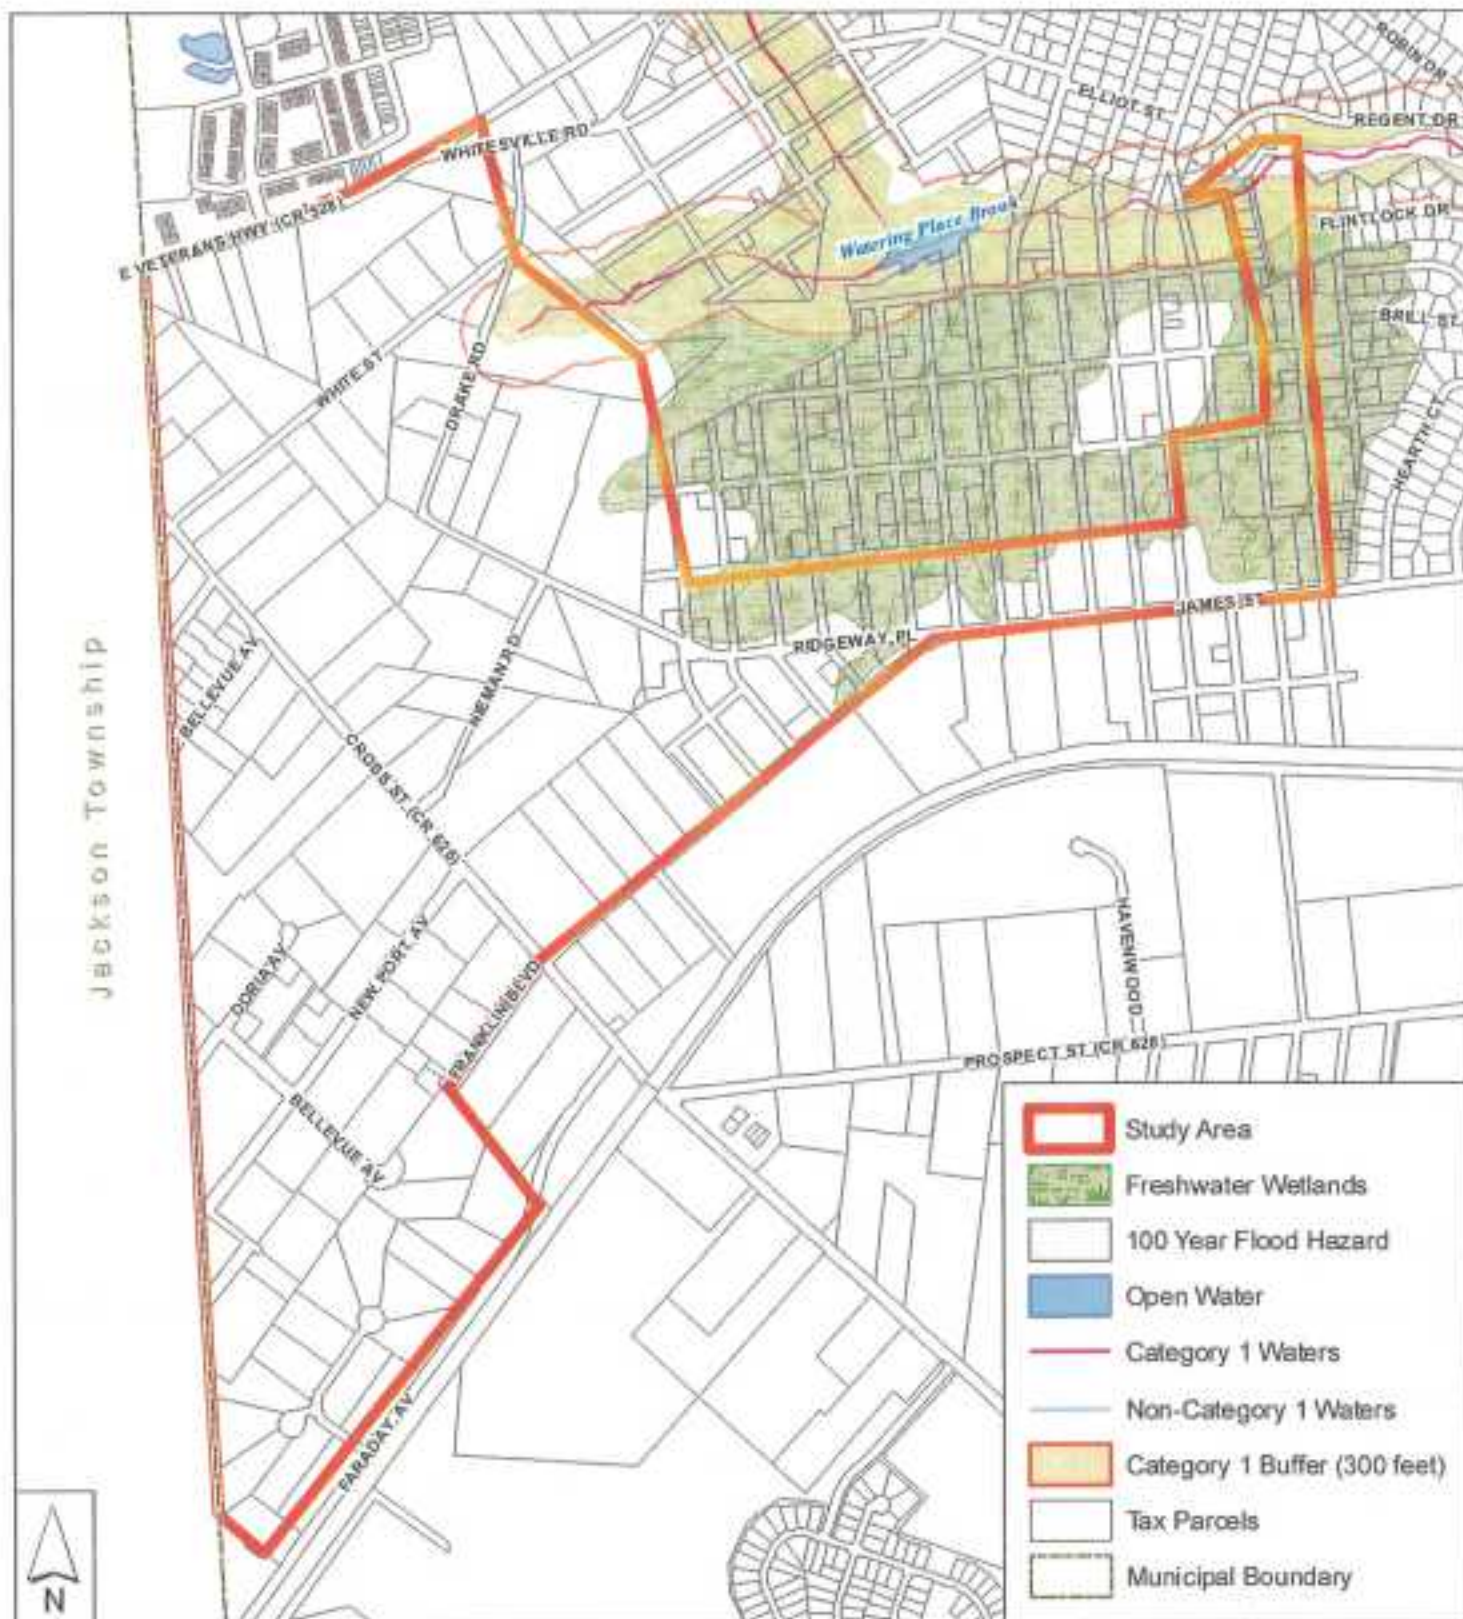 ROBIN DR
ELLIOT ST
REGENT DR
WHITESVILLE RD
FLINTLOCK DR
E VETERANS HWY (CR 528)
Watering Place Brook
BRILL ST
WHITE ST
DRAKE RD
HEARTH CT
JAMES ST
RIDGEWAY PL
BELLEVUE AV
NEMAN RD
Jackson Township
CROSS ST (CR 626)
HAVENWOOD
DORIA AV
NEW PORT AV
FRANKLIN BLVD
PROSPECT ST (CR 628)
BELLEVUE AV
FARADAY AV
Study Area
Freshwater Wetlands
100 Year Flood Hazard
Open Water
Category 1 Waters
Non-Category 1 Waters
Category 1 Buffer (300 feet)
Tax Parcels
Municipal Boundary
N